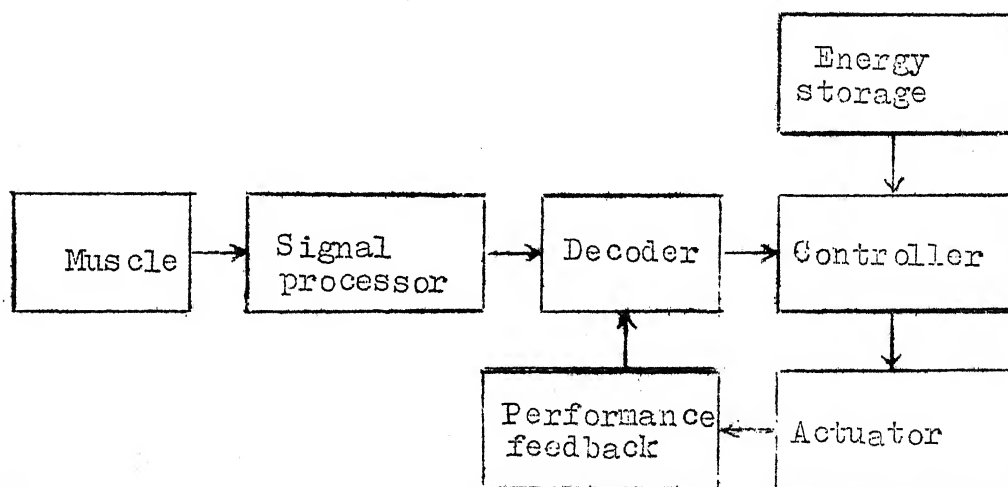 Energy
storage
Muscle
Signal
processor
Decoder
Controller
Performance
feedback
Actuator